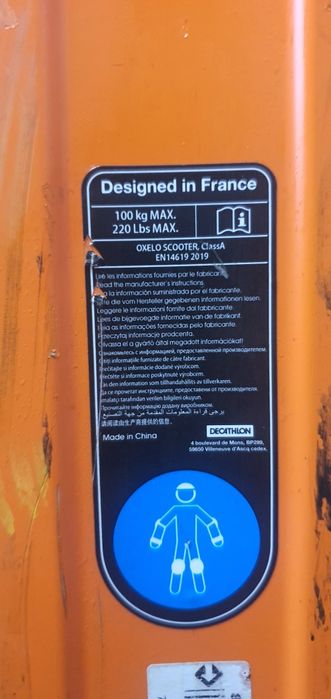 Designed in France
100 kg MAX.
220 Lbs MAX.
OXELO SCOOTER, ClassA
EN14619 2019
Lire les informations fournies par le fabricant.
Read the manufacturer's instructions.
la información suministrada por el fabricante.
die vom Hersteller gegebenen Informationen lesen.
Leggere le informazioni fornite dal fabbricante.
Lees de bijgevoegde informatie van de fabrikant.
Leia as informações fornecidas pelo fabricante.
Przeczytaj informacje producenta.
Olvassa el a gyártó által megadott információkat!
Ознакомьтесь с информацией, предоставленной производителем.
Citiți informațiile furnizate de către fabricant.
Prečítajte si informácie dodané výrobcom.
Přečtěte si informace poskytnuté výrobcem.
Läs den information som tillhandahålls av tillverkaren.
Да се прочетат инструкциите, предоставени от производителя.
imalatçı tarafından verilen bilgileri okuyun.
Прочитайте інформацію додану виробником.
يرجى قراءة المعلومات المقدمة من جهة التصنيع
请阅读由生产商提供的信息.
Made in China
DECATHLON
4 boulevard de Mons, BP299,
59650 Villeneuve d'Ascq cedex.